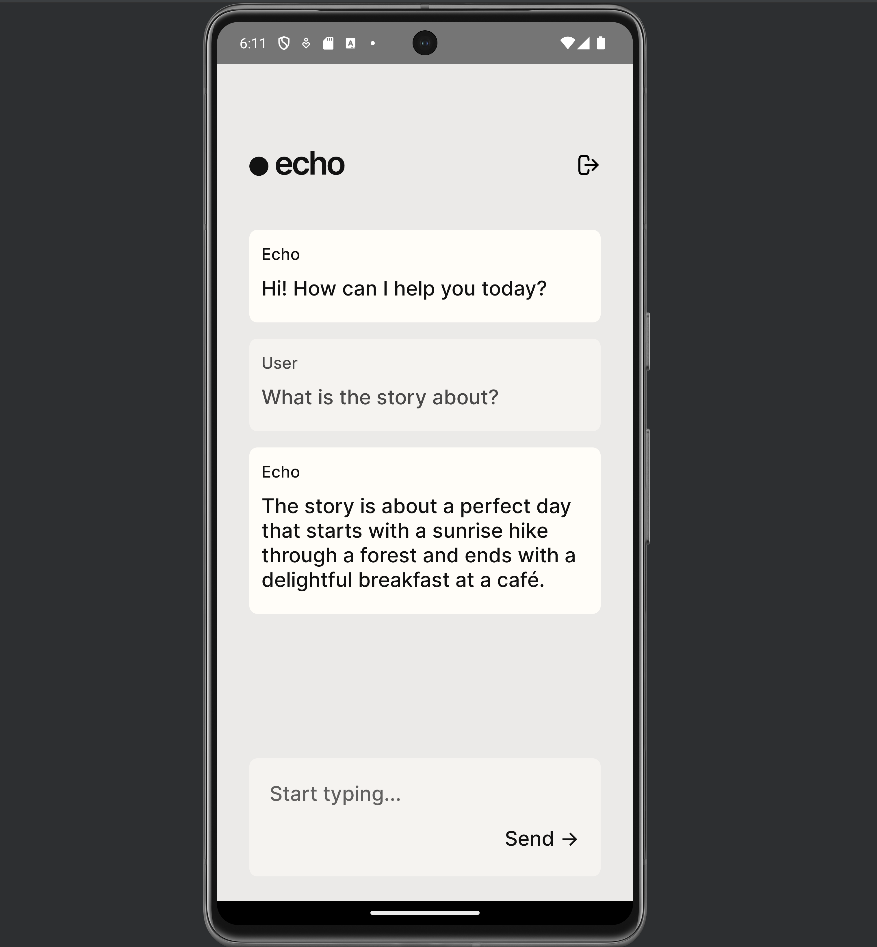 6:11
echo
Echo
Hi! How can I help you today?
User
What is the story about?
Echo
The story is about a perfect day
that starts with a sunrise hike
through a forest and ends with a
delightful breakfast at a café.
Start typing...
Send →